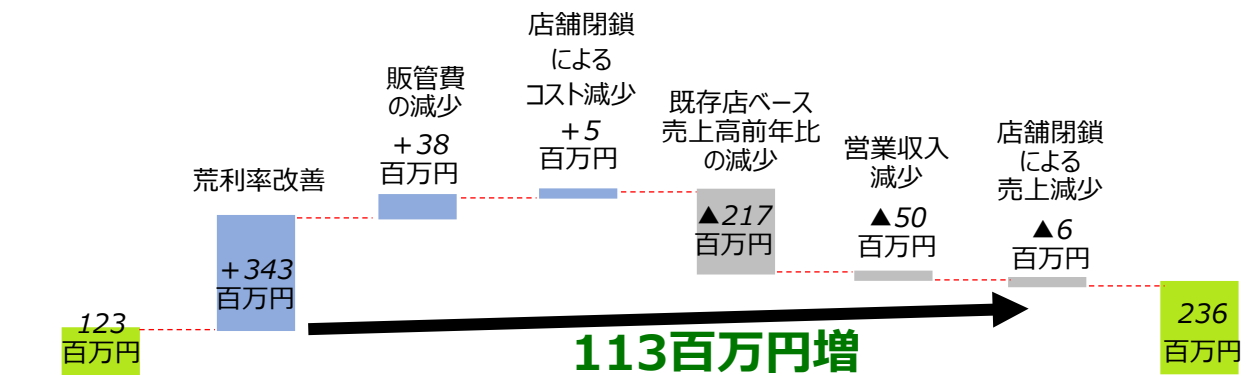 123
百万円
荒利率改善
＋343
百万円
販管費
の減少
＋38
百万円
店舗閉鎖
による
コスト減少
＋5
百万円
既存店ベース
売上高前年比
の減少
▲217
百万円
営業収入
減少
▲50
百万円
店舗閉鎖
による
売上減少
▲6
百万円
236
百万円
113百万円増